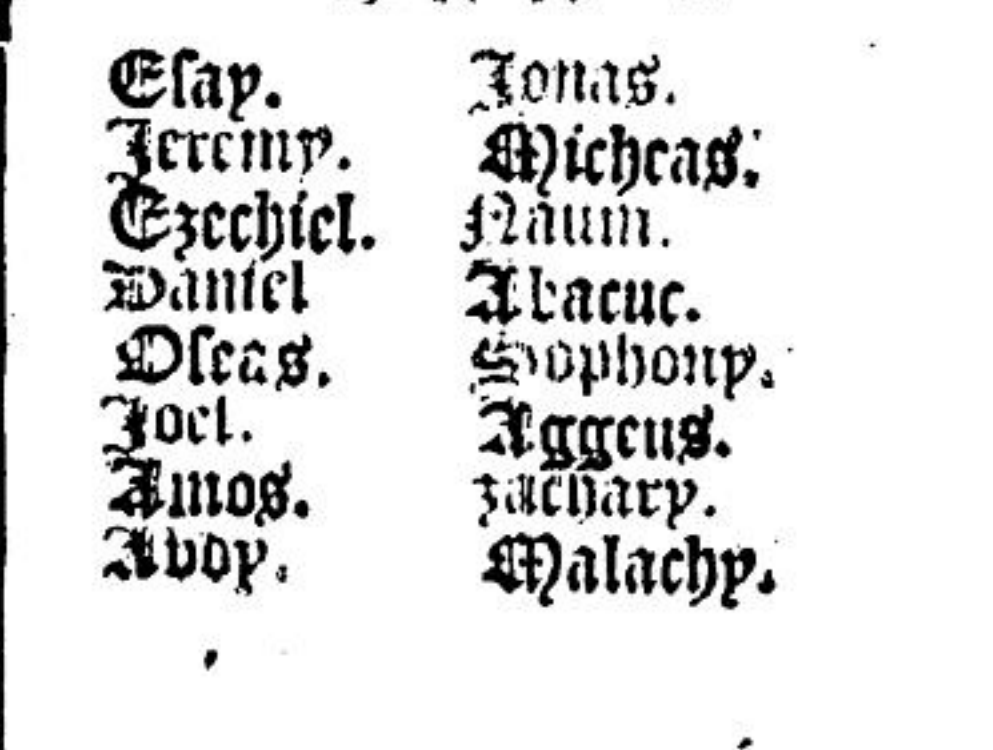 Eſay.
Jeremy.
Ezechiel.
Daniel
Oſeas.
Joel.
Amos.
Abdy.
Jonas.
Micheas.
Naum.
Abacuc.
Sophony.
Aggeus.
zachary.
Malachy.